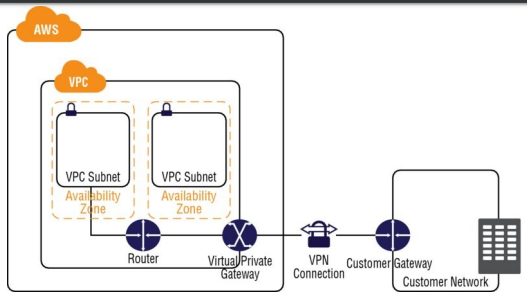 AWS
VPC
VPC Subnet
VPC Subnet
Availability
Zone
Availability
Zone
Router
Virtual Private
Gateway
VPN
Connection
Customer Gateway
Customer Network